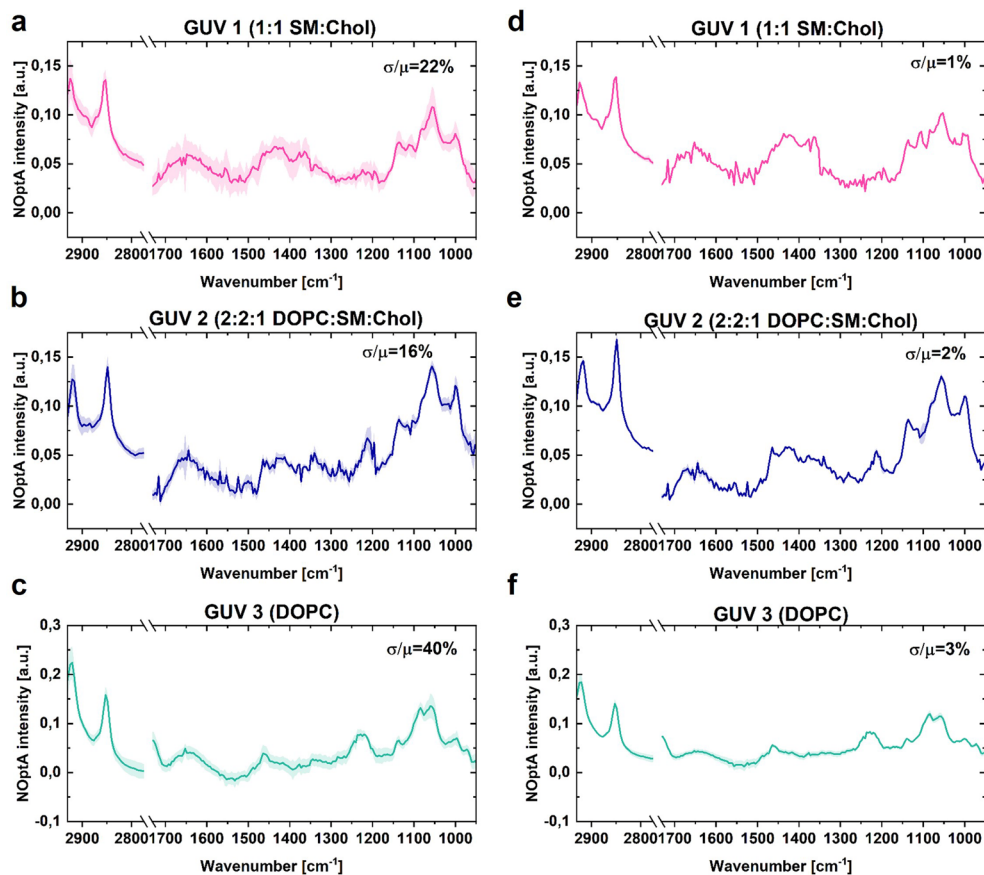 a
GUV 1 (1:1 SM:Chol)
σ/μ=22%
NOptA intensity [a.u.]
0,15
0,10
0,05
0,00
2900 2800 1700 1600 1500 1400 1300 1200 1100 1000
Wavenumber [cm⁻¹]
d
GUV 1 (1:1 SM:Chol)
σ/μ=1%
NOptA intensity [a.u.]
0,15
0,10
0,05
0,00
2900 2800 1700 1600 1500 1400 1300 1200 1100 1000
Wavenumber [cm⁻¹]
b
GUV 2 (2:2:1 DOPC:SM:Chol)
σ/μ=16%
NOptA intensity [a.u.]
0,15
0,10
0,05
0,00
2900 2800 1700 1600 1500 1400 1300 1200 1100 1000
Wavenumber [cm⁻¹]
e
GUV 2 (2:2:1 DOPC:SM:Chol)
σ/μ=2%
NOptA intensity [a.u.]
0,15
0,10
0,05
0,00
2900 2800 1700 1600 1500 1400 1300 1200 1100 1000
Wavenumber [cm⁻¹]
c
GUV 3 (DOPC)
σ/μ=40%
NOptA intensity [a.u.]
0,3
0,2
0,1
0,0
-0,1
2900 2800 1700 1600 1500 1400 1300 1200 1100 1000
Wavenumber [cm⁻¹]
f
GUV 3 (DOPC)
σ/μ=3%
NOptA intensity [a.u.]
0,3
0,2
0,1
0,0
-0,1
2900 2800 1700 1600 1500 1400 1300 1200 1100 1000
Wavenumber [cm⁻¹]